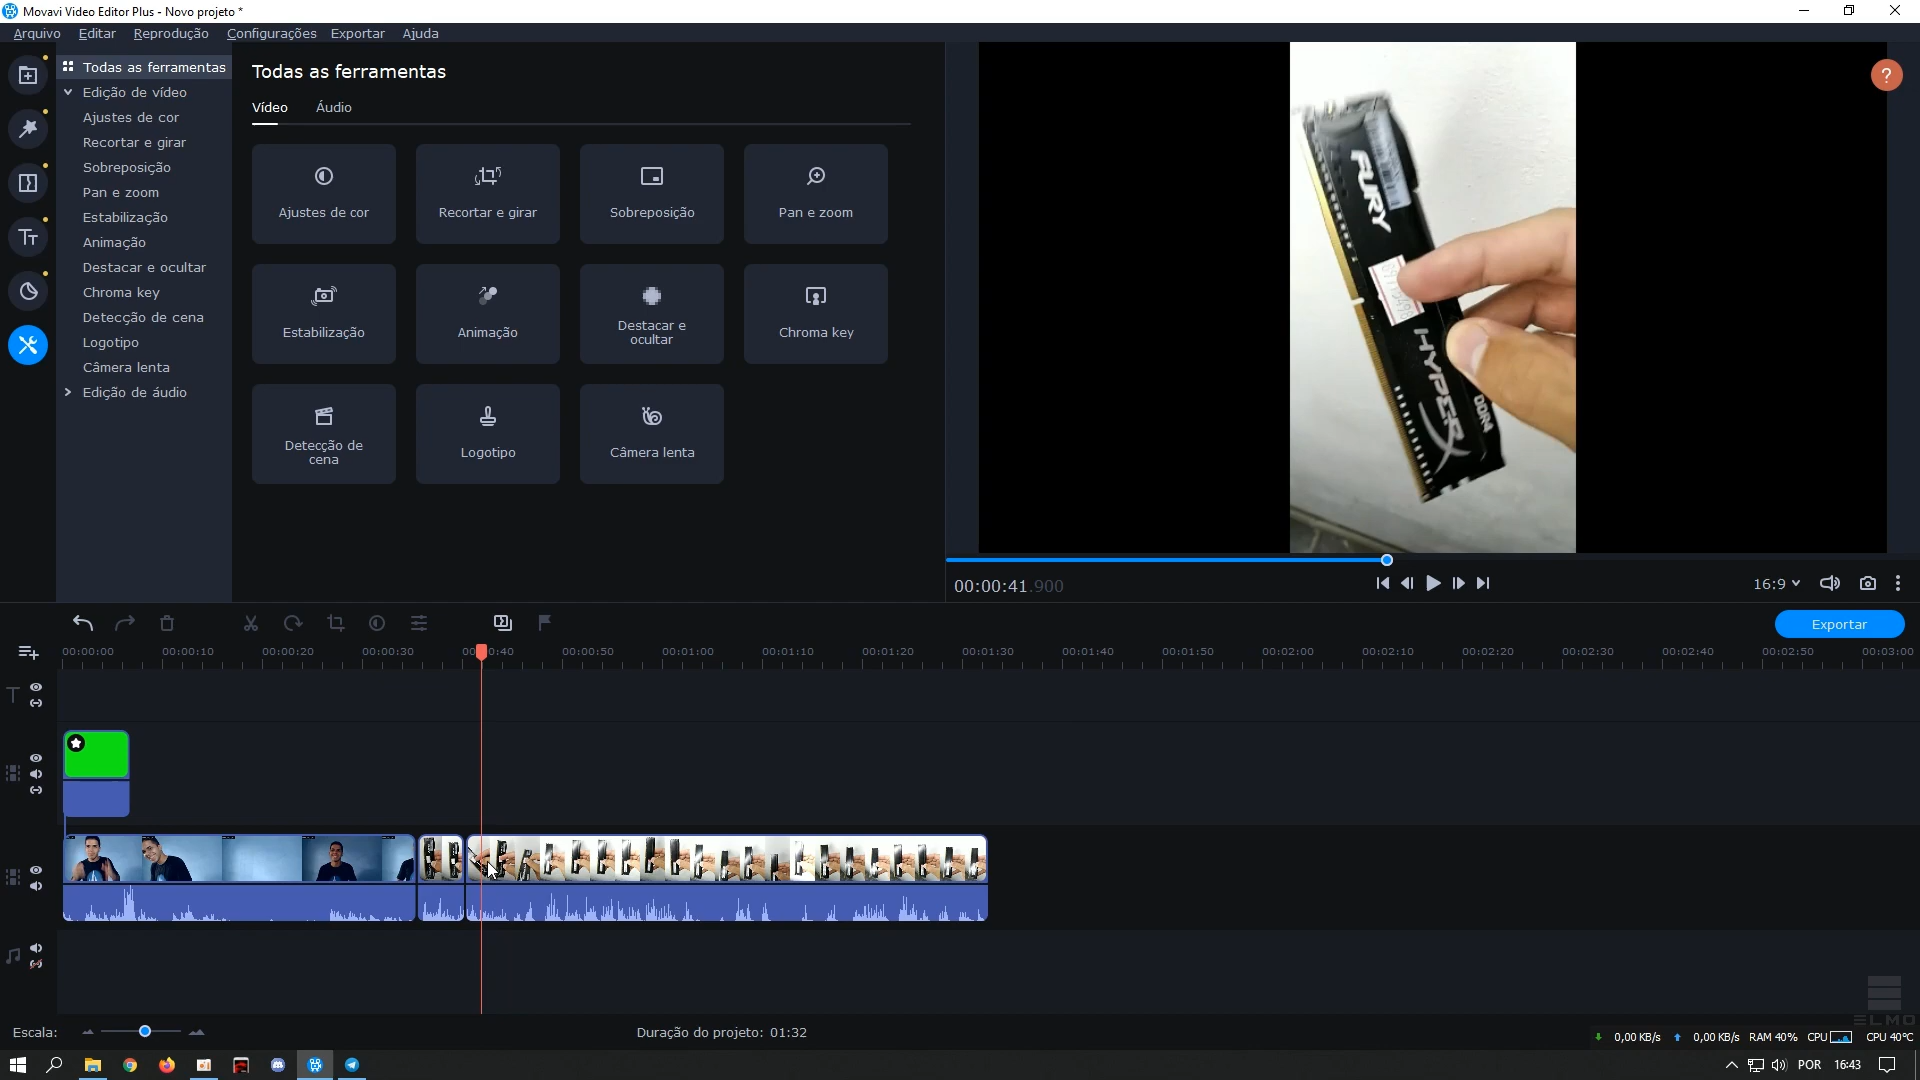 Movavi Video Editor Plus - Novo projeto *
Arquivo Editar Reprodução Configurações Exportar Ajuda
Todas as ferramentas
Edição de vídeo
Ajustes de cor
Recortar e girar
Sobreposição
Pan e zoom
Estabilização
Animação
Destacar e ocultar
Chroma key
Detecção de cena
Logotipo
Câmera lenta
Edição de áudio
Todas as ferramentas
Vídeo Áudio
Ajustes de cor
Recortar e girar
Sobreposição
Pan e zoom
Estabilização
Animação
Destacar e
ocultar
Chroma key
Detecção de
cena
Logotipo
Câmera lenta
FURY
HYPERX
DDR4
?
00:00:41.900
16:9
Exportar
00:00:00 00:00:10 00:00:20 00:00:30 00:00:40 00:00:50 00:01:00 00:01:10 00:01:20 00:01:30 00:01:40 00:01:50 00:02:00 00:02:10 00:02:20 00:02:30 00:02:40 00:02:50 00:03:00
Escala:
Duração do projeto: 01:32
ELMO
0,00 KB/s 0,00 KB/s RAM 40% CPU CPU 40°C
POR 16:43